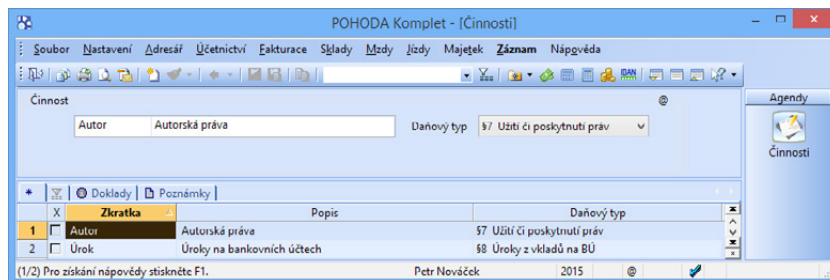 POHODA Komplet - [Činnosti]
Soubor Nastavení Adresář Účetnictví Fakturace Sklady Mzdy Jízdy Majetek Záznam Nápověda
Činnost @ Agendy
Autor Autorská práva Daňový typ §7 Užití či poskytnutí práv
Činnosti
* Doklady Poznámky
X Zkratka Popis Daňový typ
1 Autor Autorská práva §7 Užití či poskytnutí práv
2 Úrok Úroky na bankovních účtech §8 Úroky z vkladů na BÚ
(1/2) Pro získání nápovědy stiskněte F1. Petr Nováček 2015 @